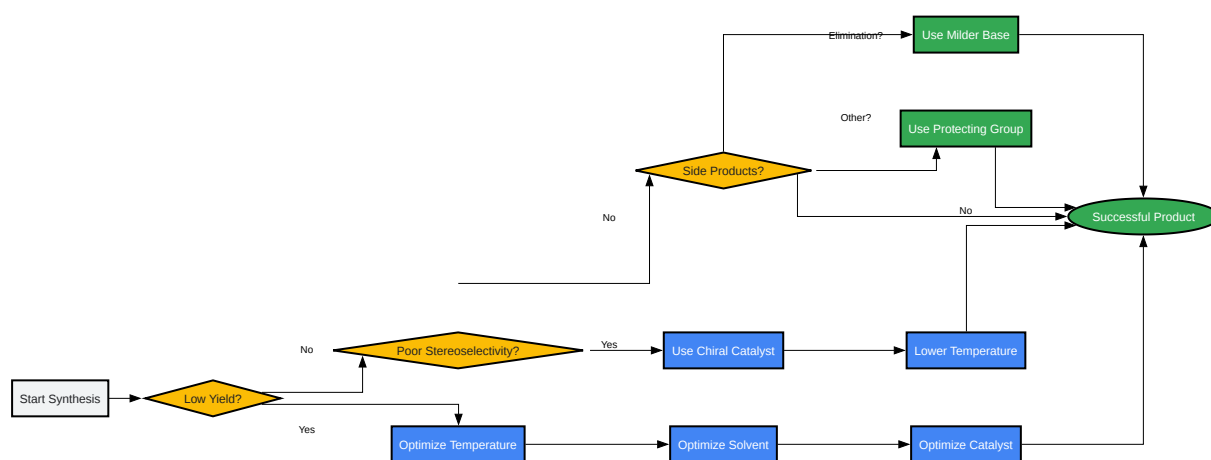 Elimination?
Use Milder Base
Other?
Use Protecting Group
Side Products?
No
No
Successful Product
No
Poor Stereoselectivity?
Yes
Use Chiral Catalyst
Lower Temperature
Start Synthesis
Low Yield?
Yes
Optimize Temperature
Optimize Solvent
Optimize Catalyst